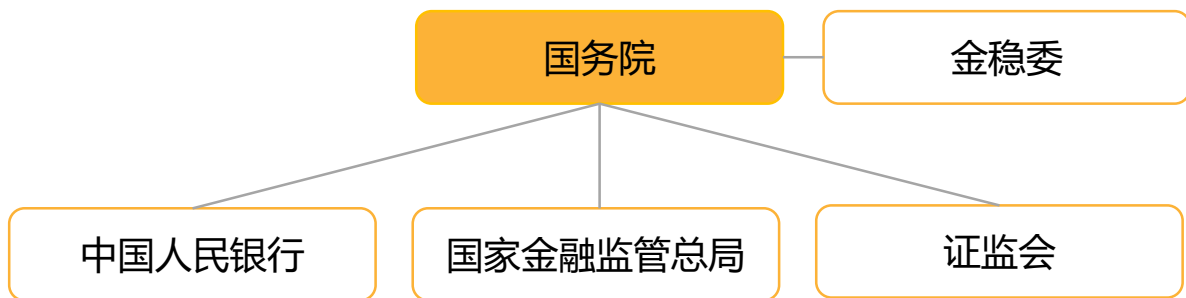 国务院
金稳委
中国人民银行
国家金融监管总局
证监会